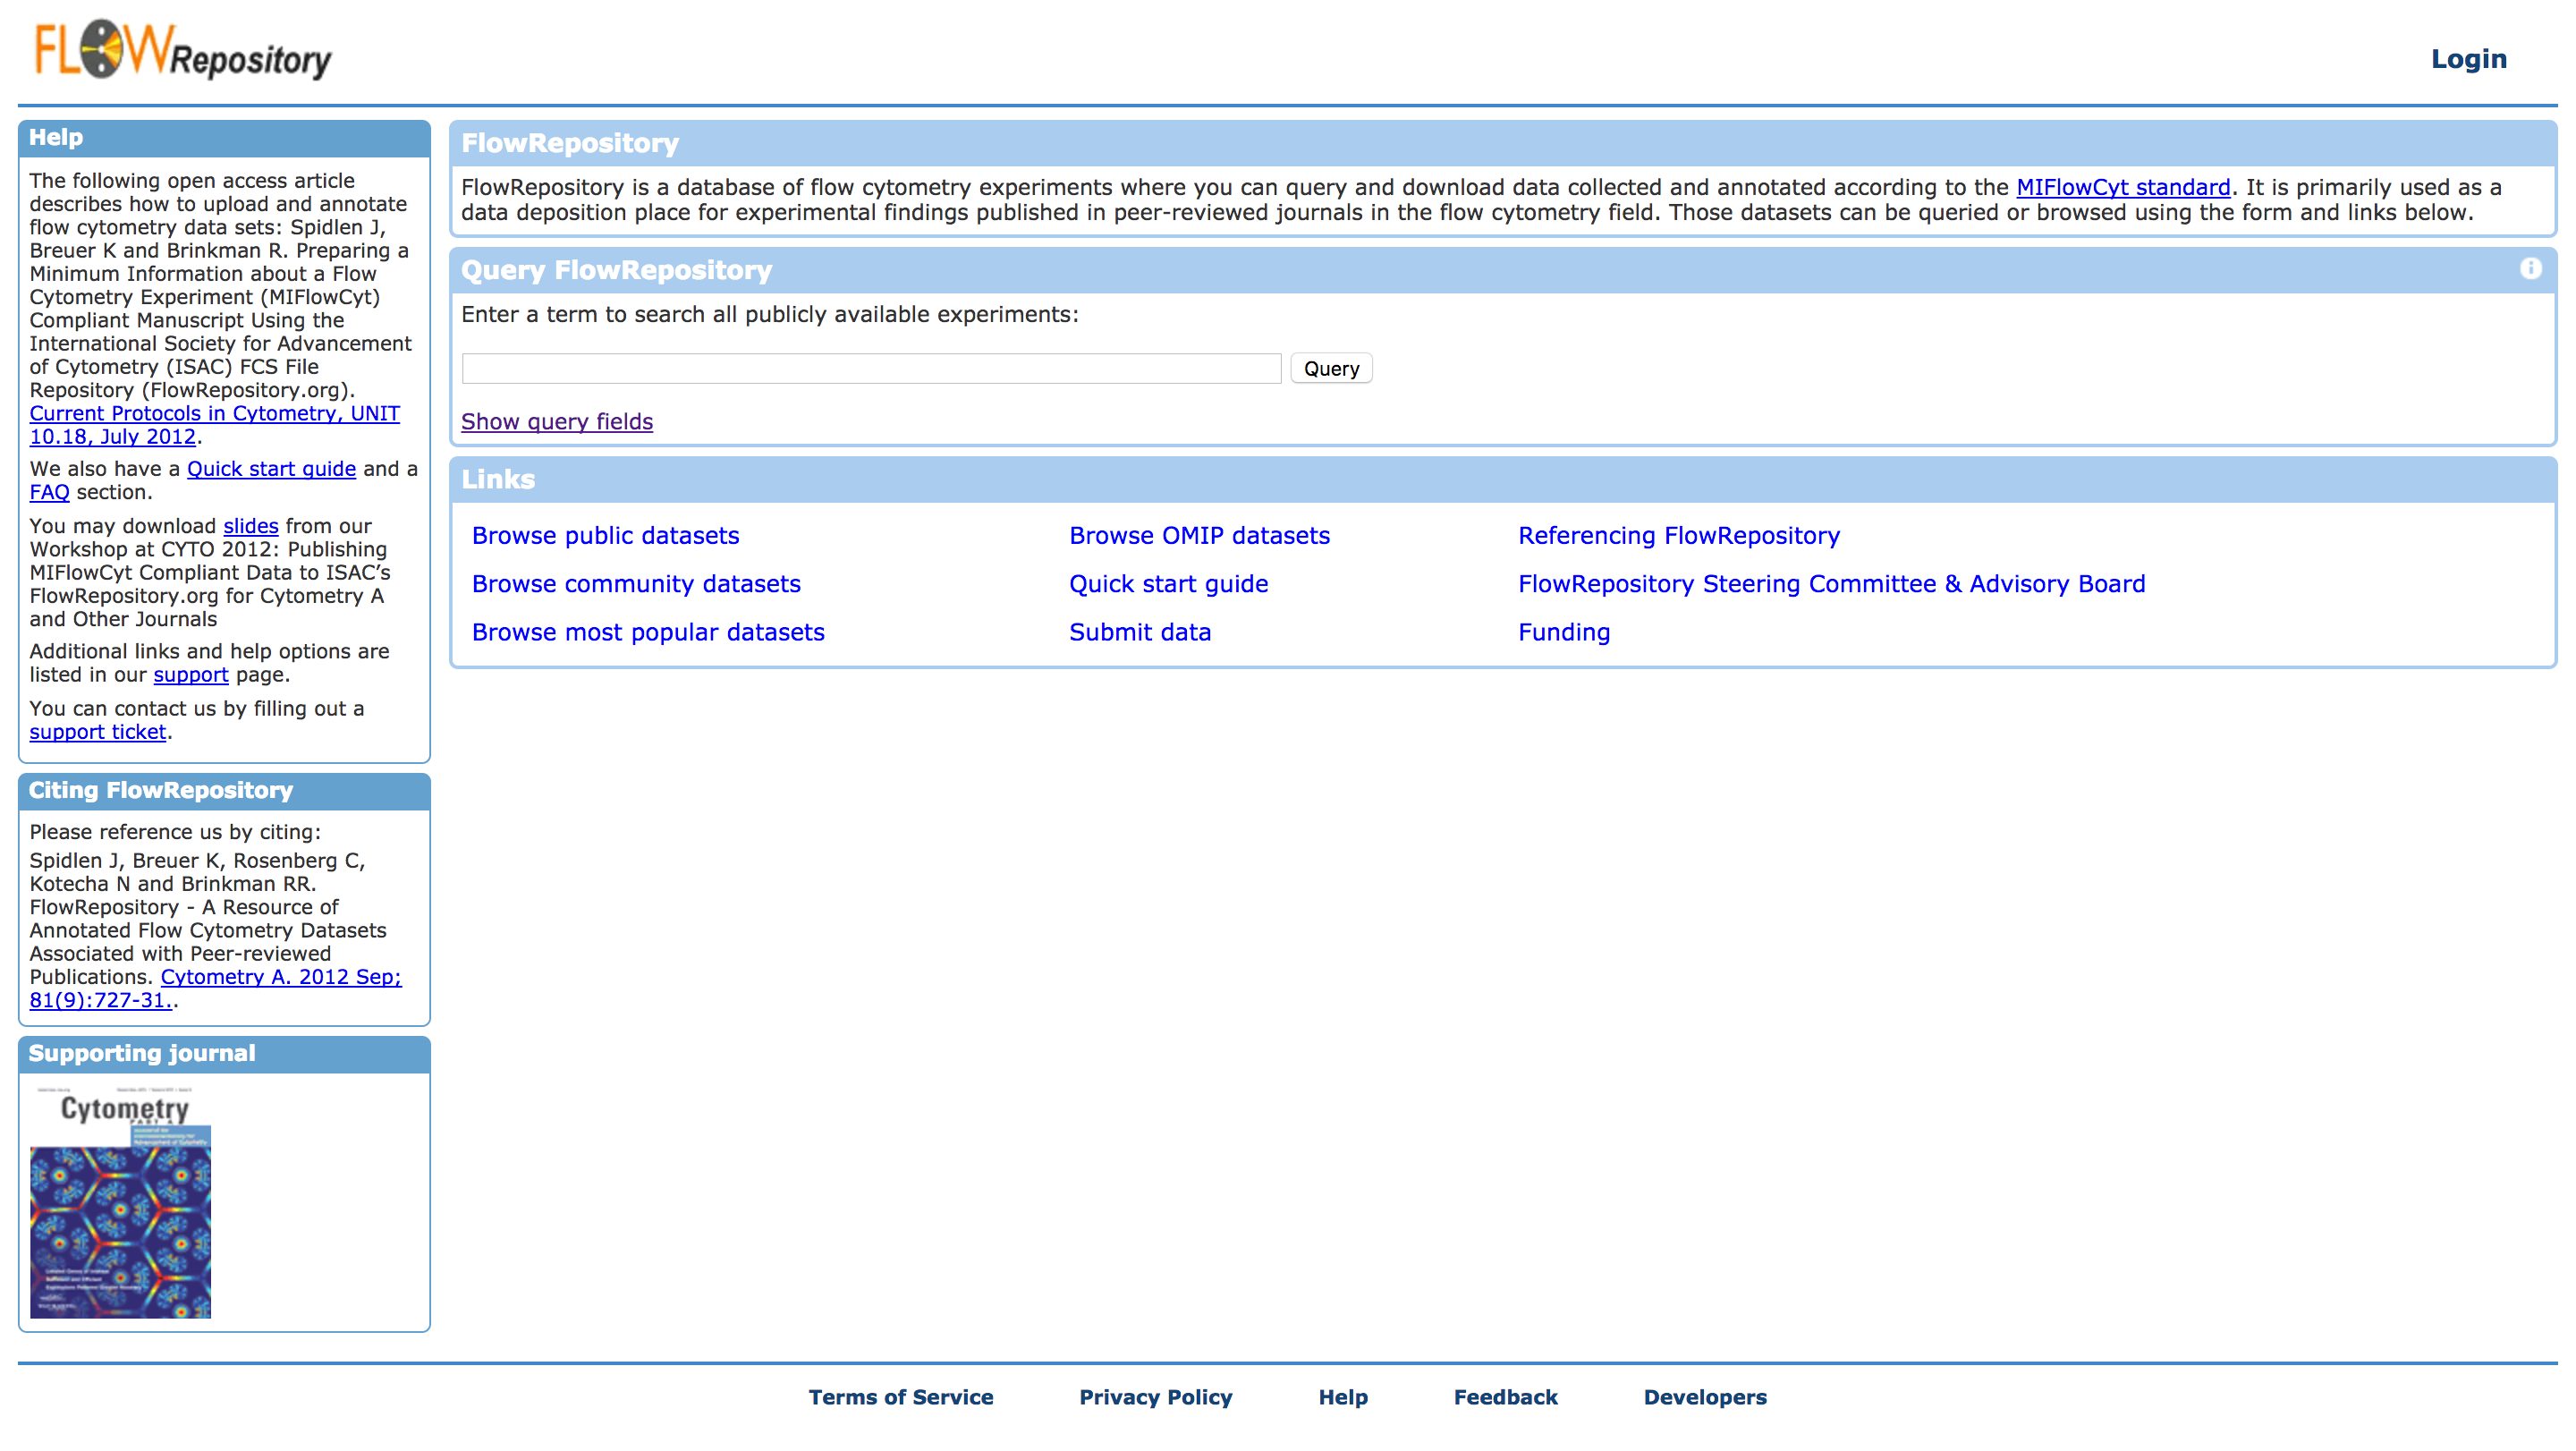 FLOWRepository
Login
Help
The following open access article
describes how to upload and annotate
flow cytometry data sets: Spidlen J,
Breuer K and Brinkman R. Preparing a
Minimum Information about a Flow
Cytometry Experiment (MIFlowCyt)
Compliant Manuscript Using the
International Society for Advancement
of Cytometry (ISAC) FCS File
Repository (FlowRepository.org).
Current Protocols in Cytometry, UNIT
10.18, July 2012.
We also have a Quick start guide and a
FAQ section.
You may download slides from our
Workshop at CYTO 2012: Publishing
MIFlowCyt Compliant Data to ISAC’s
FlowRepository.org for Cytometry A
and Other Journals
Additional links and help options are
listed in our support page.
You can contact us by filling out a
support ticket.
Citing FlowRepository
Please reference us by citing:
Spidlen J, Breuer K, Rosenberg C,
Kotecha N and Brinkman RR.
FlowRepository - A Resource of
Annotated Flow Cytometry Datasets
Associated with Peer-reviewed
Publications. Cytometry A. 2012 Sep;
81(9):727-31..
Supporting journal
Cytometry
PART A
FlowRepository
FlowRepository is a database of flow cytometry experiments where you can query and download data collected and annotated according to the MIFlowCyt standard. It is primarily used as a
data deposition place for experimental findings published in peer-reviewed journals in the flow cytometry field. Those datasets can be queried or browsed using the form and links below.
Query FlowRepository
Enter a term to search all publicly available experiments:
Query
Show query fields
Links
Browse public datasets
Browse OMIP datasets
Referencing FlowRepository
Browse community datasets
Quick start guide
FlowRepository Steering Committee & Advisory Board
Browse most popular datasets
Submit data
Funding
Terms of Service
Privacy Policy
Help
Feedback
Developers